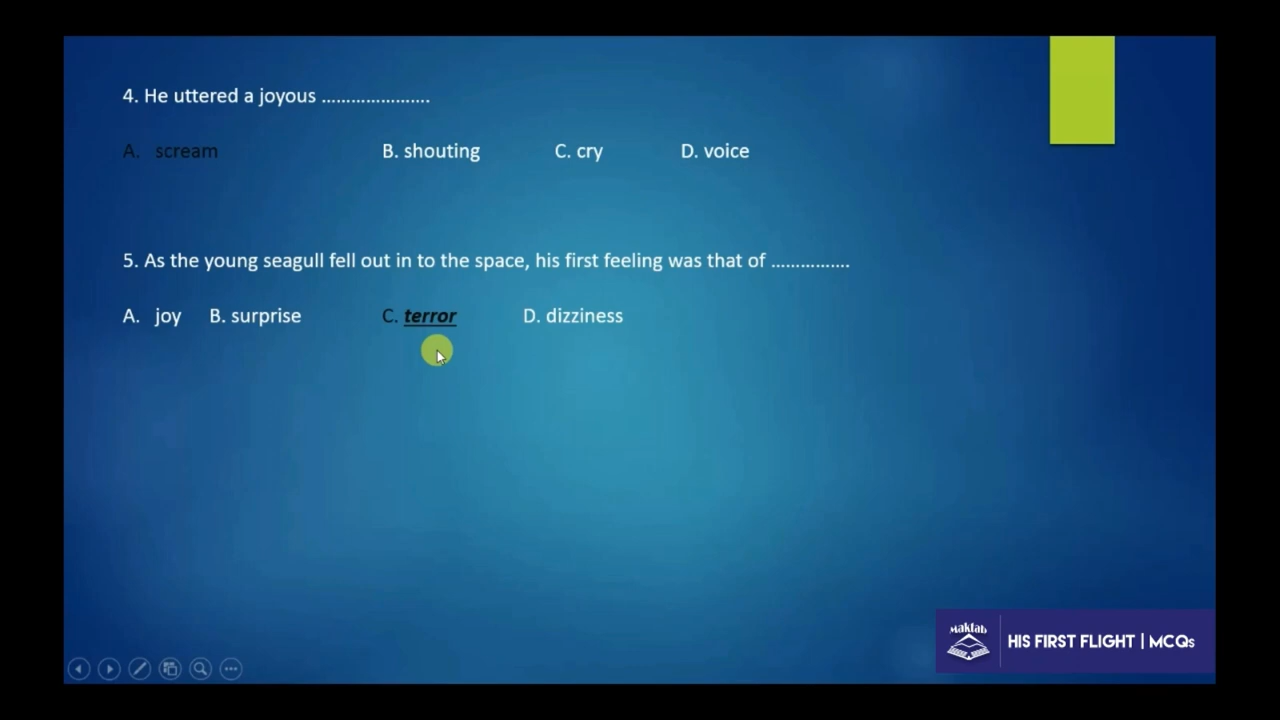 4. He uttered a joyous .....................
A. scream B. shouting C. cry D. voice
5. As the young seagull fell out in to the space, his first feeling was that of ................
A. joy B. surprise C. terror D. dizziness
Maktab
HIS FIRST FLIGHT | MCQs